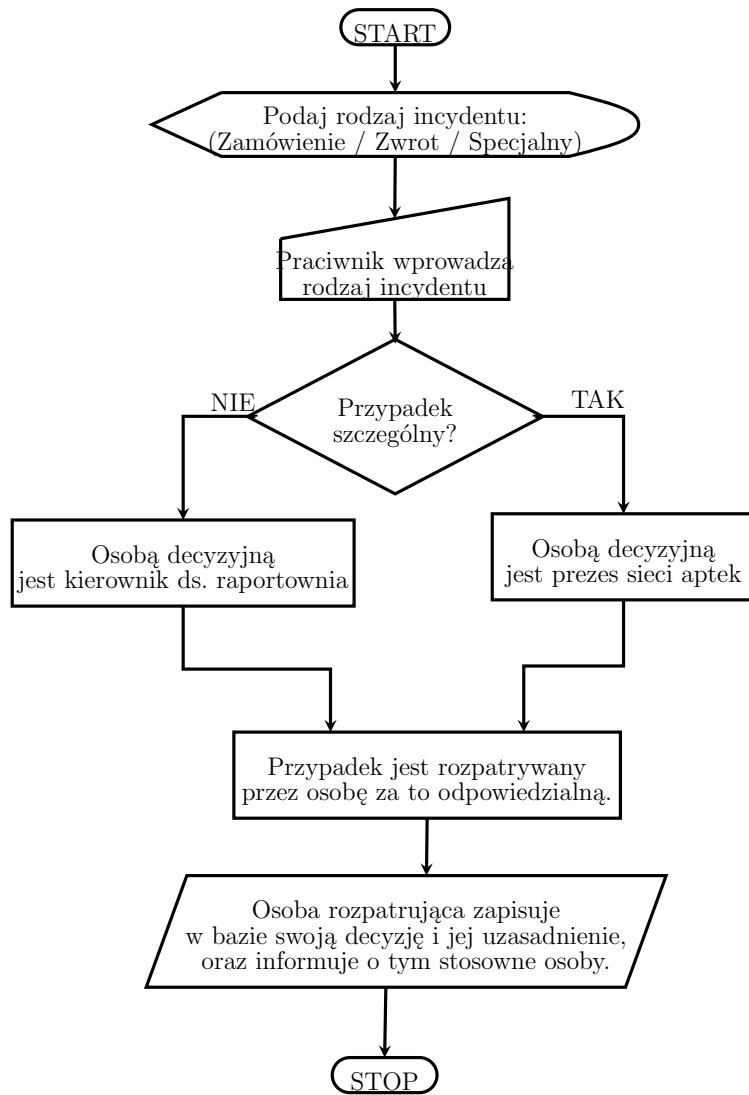 START
Podaj rodzaj incydentu:
(Zamówienie / Zwrot / Specjalny)
Praciwnik wprowadza
rodzaj incydentu
NIE
TAK
Przypadek
szczególny?
Osobą decyzyjną
jest kierownik ds. raportownia
Osobą decyzyjną
jest prezes sieci aptek
Przypadek jest rozpatrywany
przez osobę za to odpowiedzialną.
Osoba rozpatrująca zapisuje
w bazie swoją decyzję i jej uzasadnienie,
oraz informuje o tym stosowne osoby.
STOP